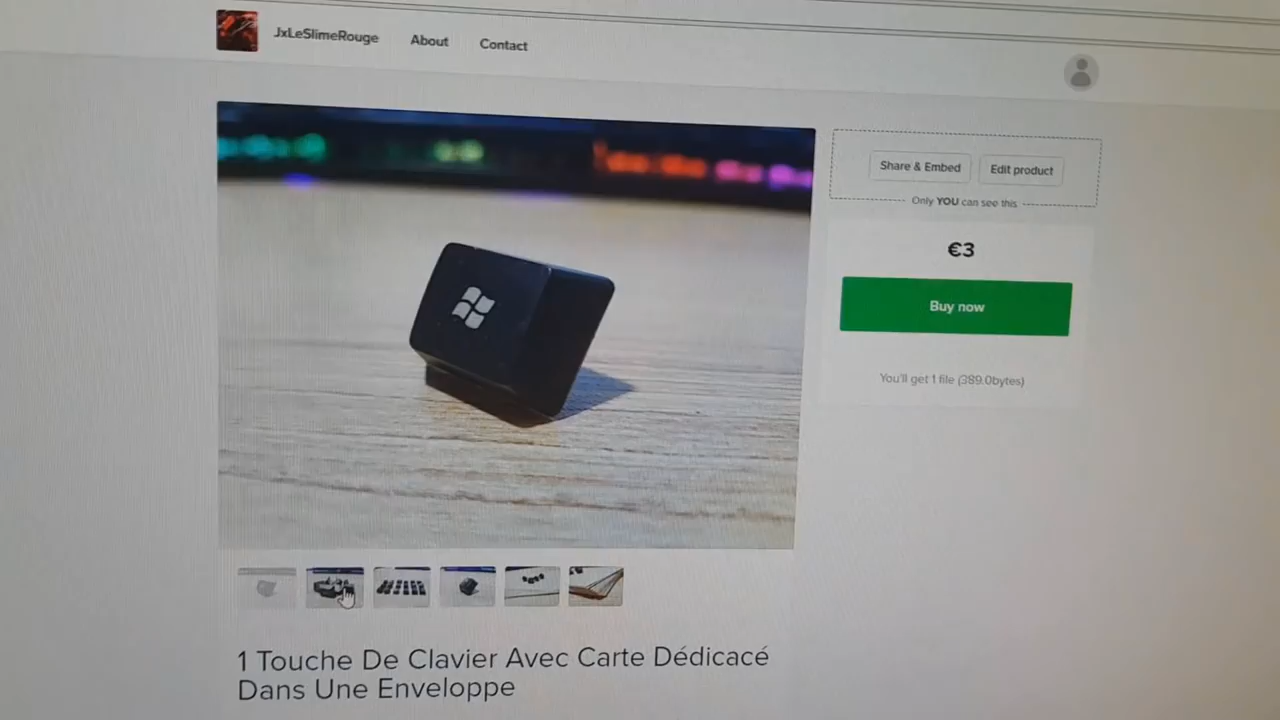 JxLeSlimeRouge
About
Contact
Share & Embed
Edit product
Only YOU can see this
€3
Buy now
You'll get 1 file (389.0bytes)
1 Touche De Clavier Avec Carte Dédicacé
Dans Une Enveloppe